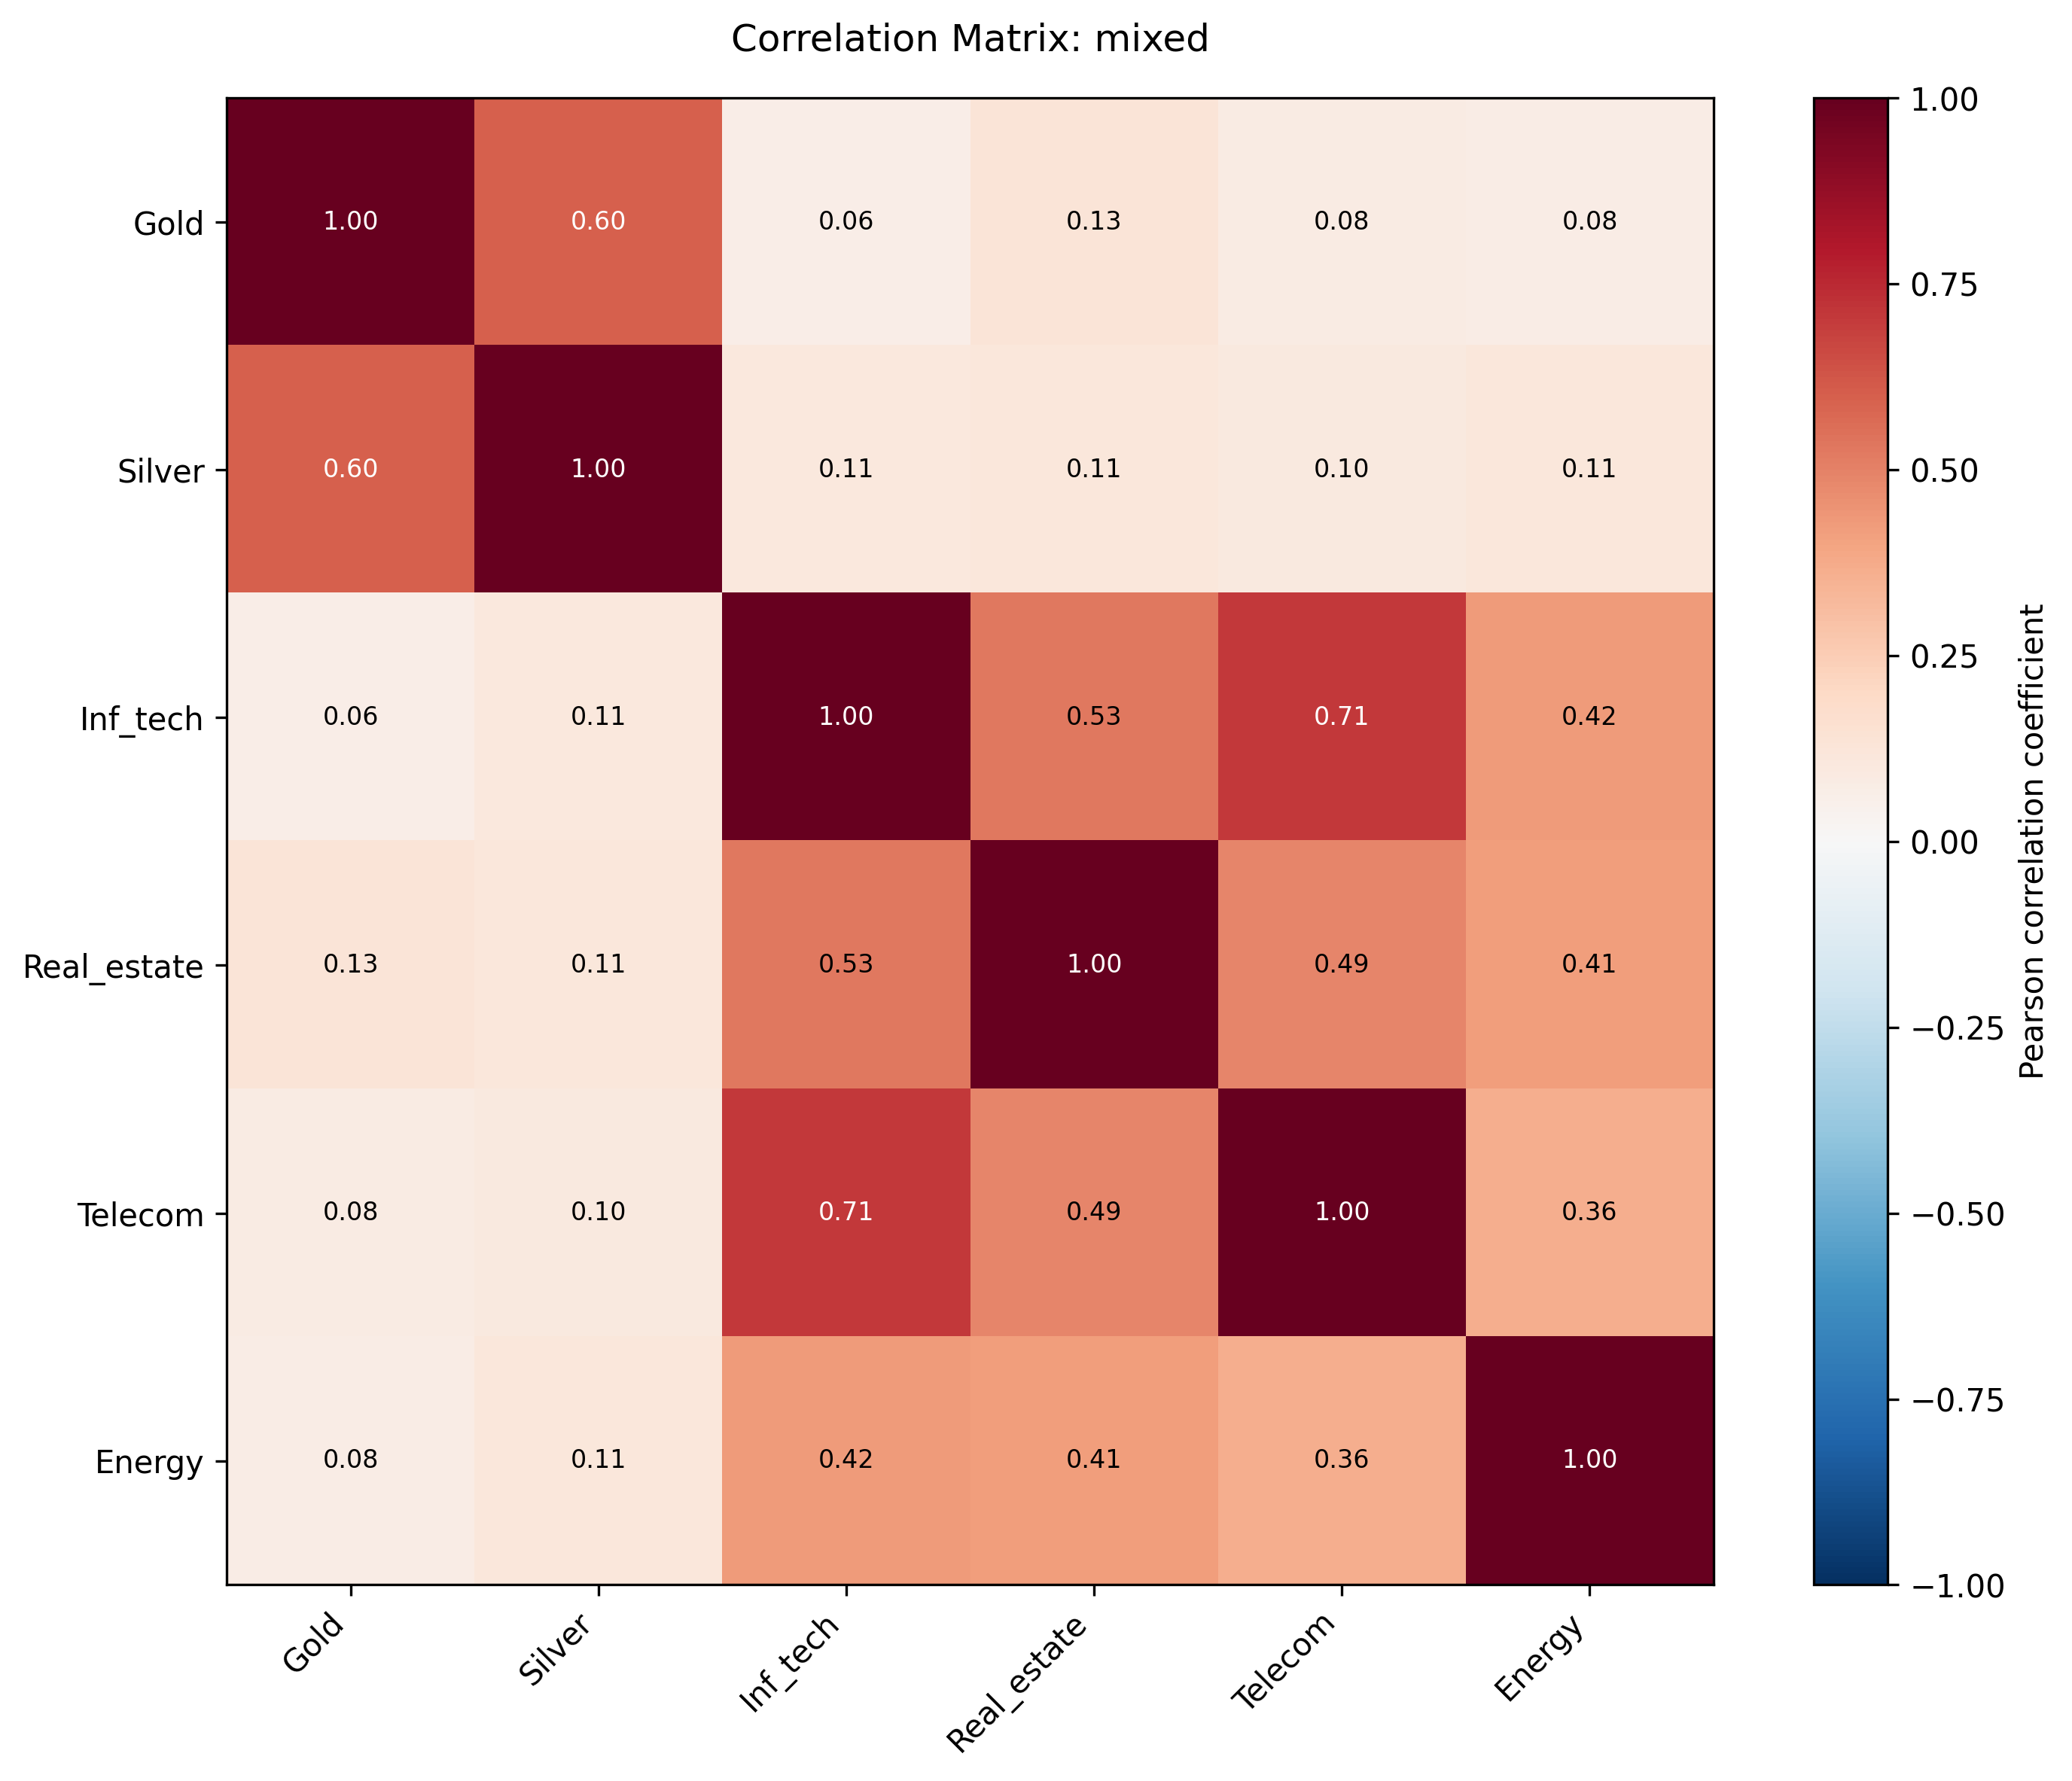 Correlation Matrix: mixed
Gold 1.00 0.60 0.06 0.13 0.08 0.08
Silver 0.60 1.00 0.11 0.11 0.10 0.11
Inf_tech 0.06 0.11 1.00 0.53 0.71 0.42
Real_estate 0.13 0.11 0.53 1.00 0.49 0.41
Telecom 0.08 0.10 0.71 0.49 1.00 0.36
Energy 0.08 0.11 0.42 0.41 0.36 1.00
Gold Silver Inf_tech Real_estate Telecom Energy
1.00
0.75
0.50
0.25
0.00
−0.25
−0.50
−0.75
−1.00
Pearson correlation coefficient